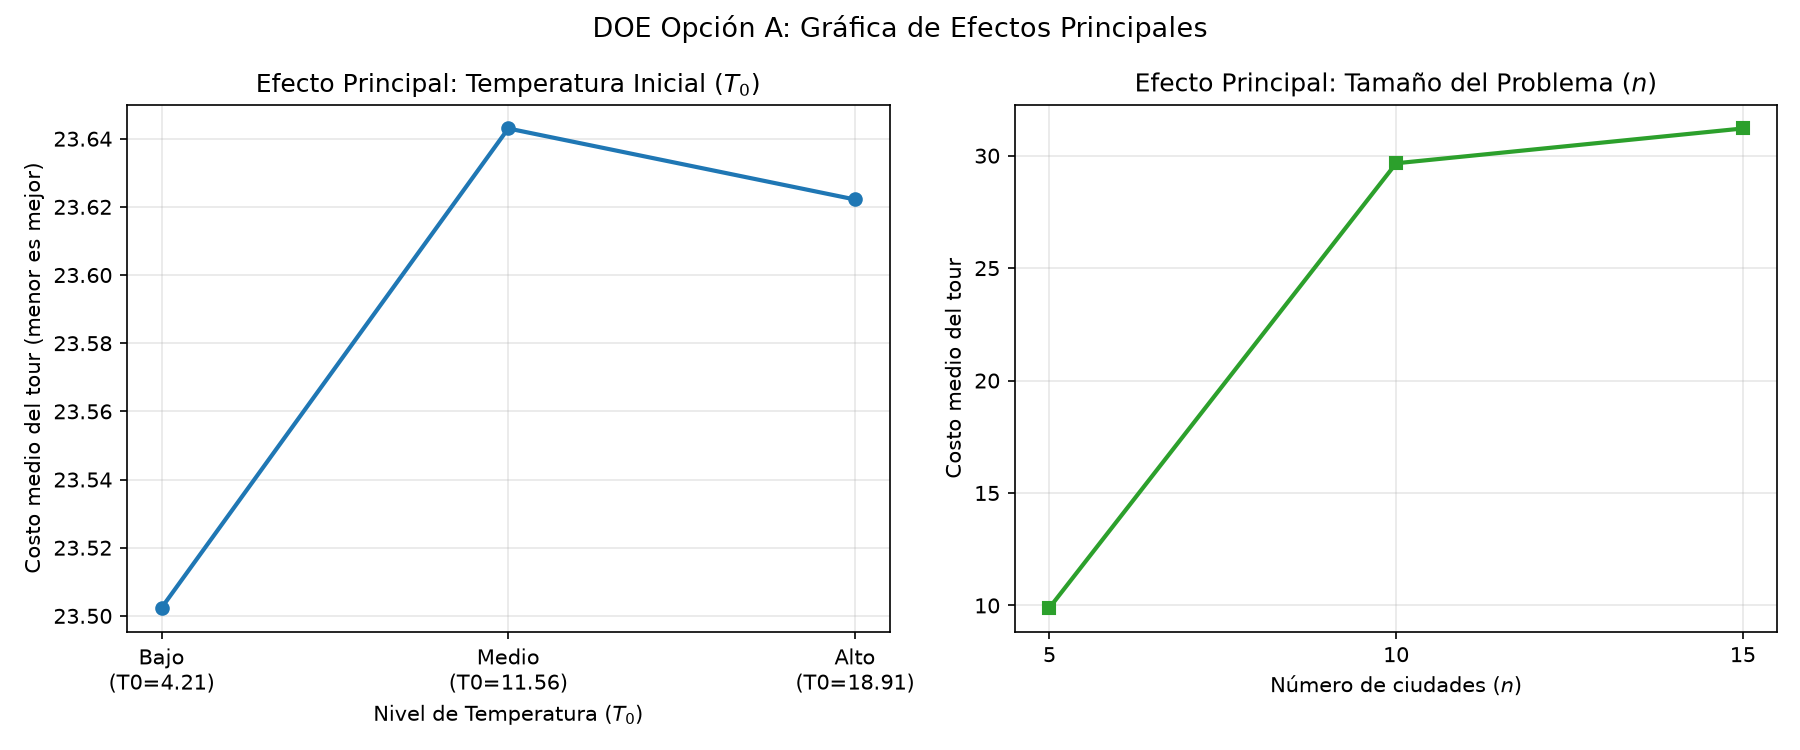 DOE Opción A: Gráfica de Efectos Principales
Efecto Principal: Temperatura Inicial (T₀)
Costo medio del tour (menor es mejor)
23.64
23.62
23.60
23.58
23.56
23.54
23.52
23.50
Bajo
(T0=4.21)
Medio
(T0=11.56)
Alto
(T0=18.91)
Nivel de Temperatura (T₀)
Efecto Principal: Tamaño del Problema (n)
Costo medio del tour
30
25
20
15
10
5
10
15
Número de ciudades (n)